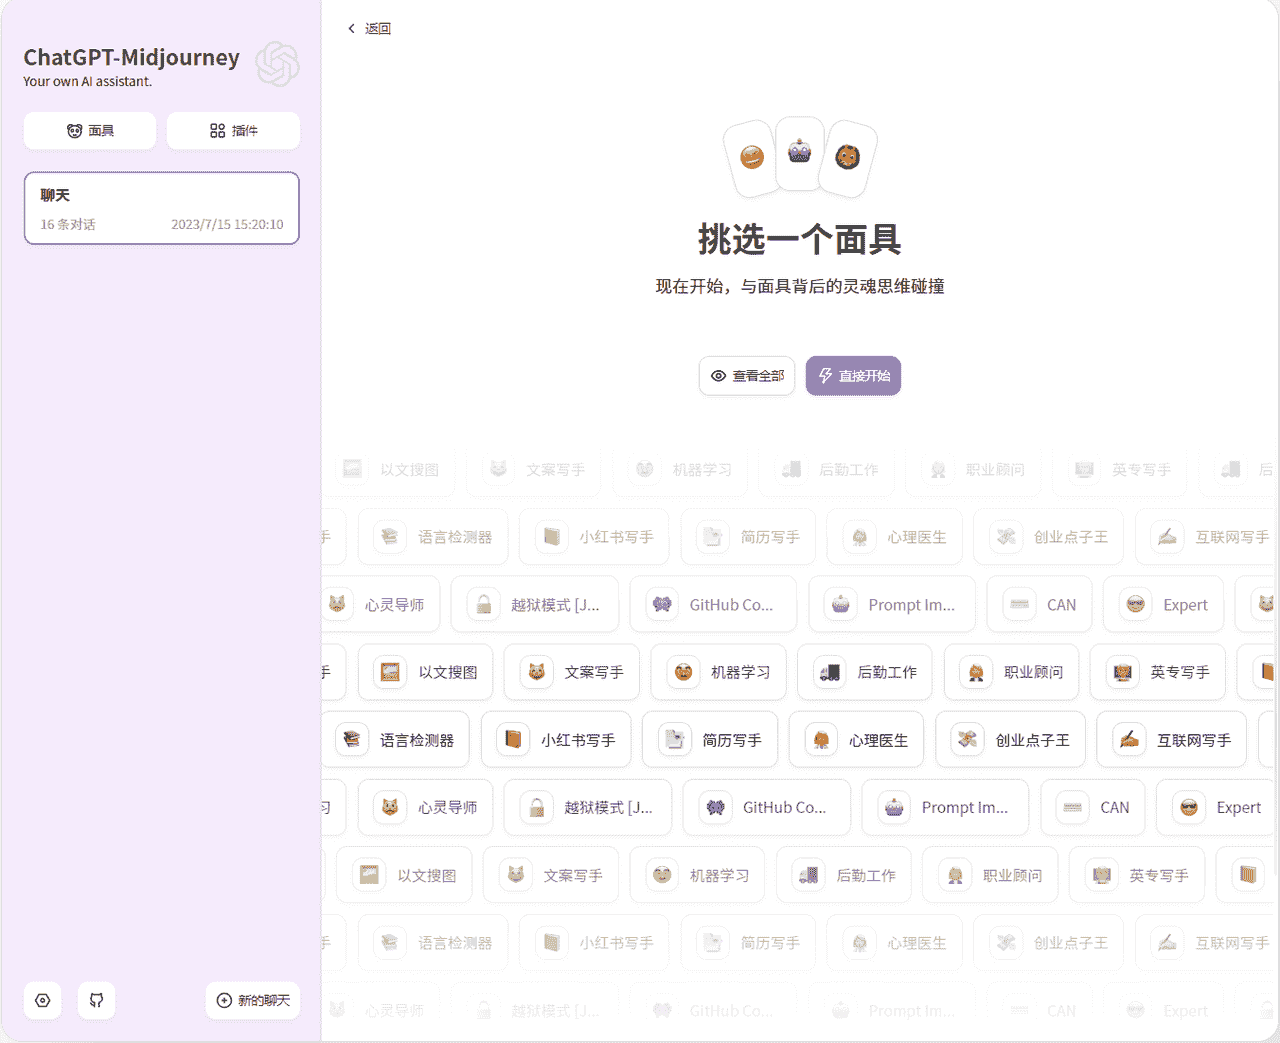 返回
ChatGPT-Midjourney
Your own AI assistant.
面具 插件
聊天
16 条对话 2023/7/15 15:20:10
挑选一个面具
现在开始，与面具背后的灵魂思维碰撞
查看全部 直接开始
以文搜图 文案写手 机器学习 后勤工作 职业顾问 英专写手 后
手 语言检测器 小红书写手 简历写手 心理医生 创业点子王 互联网写手
心灵导师 越狱模式 [J... GitHub Co... Prompt Im... CAN Expert
手 以文搜图 文案写手 机器学习 后勤工作 职业顾问 英专写手
语言检测器 小红书写手 简历写手 心理医生 创业点子王 互联网写手
习 心灵导师 越狱模式 [J... GitHub Co... Prompt Im... CAN Expert
以文搜图 文案写手 机器学习 后勤工作 职业顾问 英专写手
手 语言检测器 小红书写手 简历写手 心理医生 创业点子王 互联网写手
心灵导师 越狱模式 [J... GitHub Co... Prompt Im... CAN Expert
新的聊天